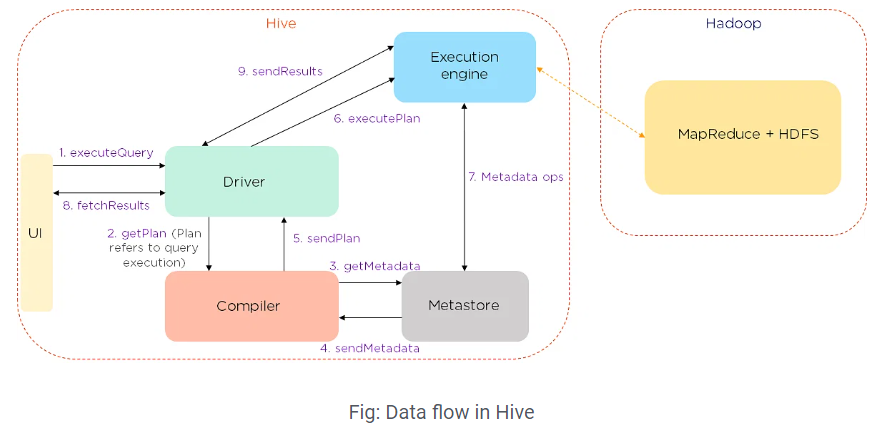 Hive
Hadoop
Execution
engine
9. sendResults
MapReduce + HDFS
6. executePlan
1. executeQuery
Driver
7. Metadata ops
8. fetchResults
UI
2. getPlan (Plan
refers to query
execution)
5. sendPlan
3. getMetadata
Compiler
Metastore
4. sendMetadata
Fig: Data flow in Hive